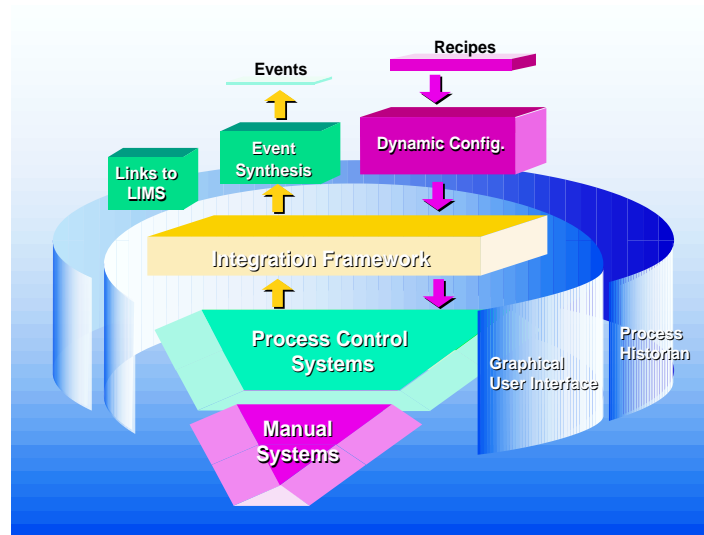 Recipes
Events
Dynamic Config.
Event
Synthesis
Links to
LIMS
Integration Framework
Process Control
Systems
Process
Historian
Graphical
User Interface
Manual
Systems